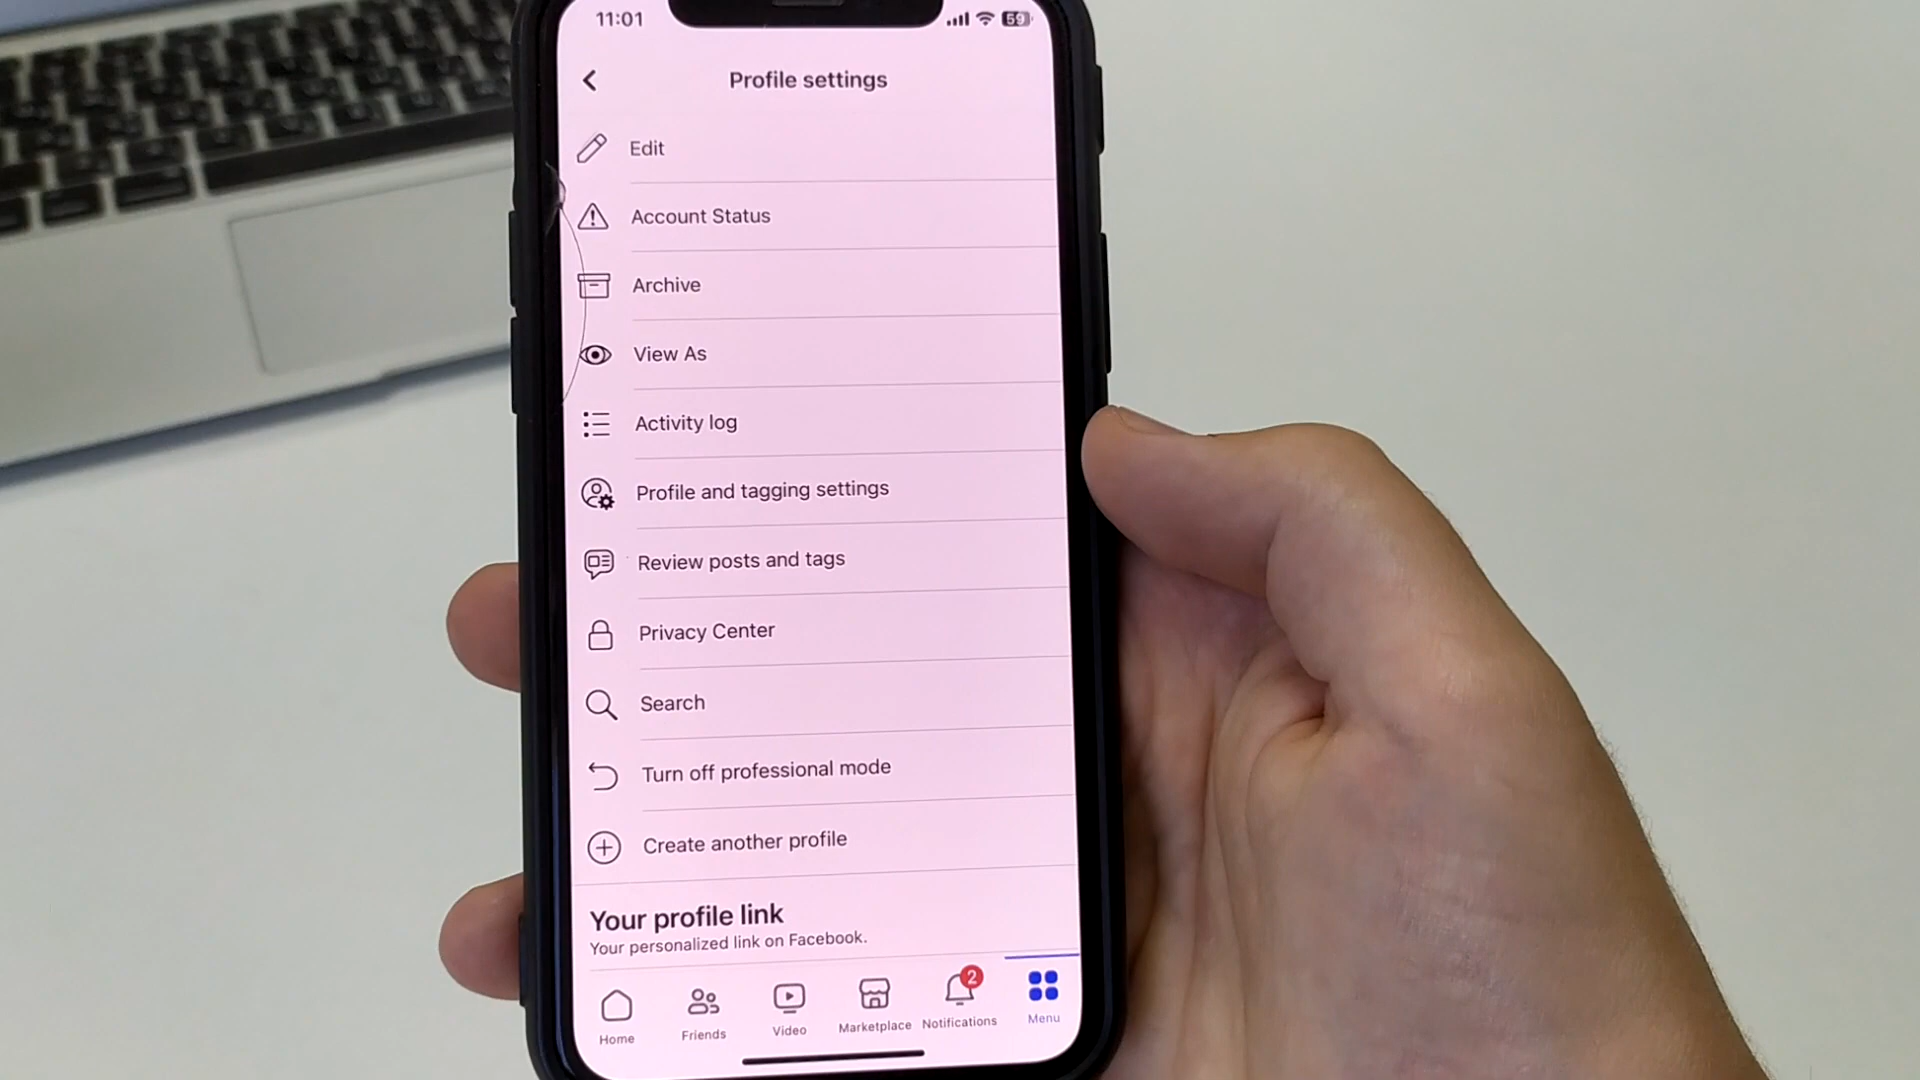 11:01
59
Profile settings
Edit
Account Status
Archive
View As
Activity log
Profile and tagging settings
Review posts and tags
Privacy Center
Search
Turn off professional mode
Create another profile
Your profile link
Your personalized link on Facebook.
2
Home
Friends
Video
Marketplace
Notifications
Menu